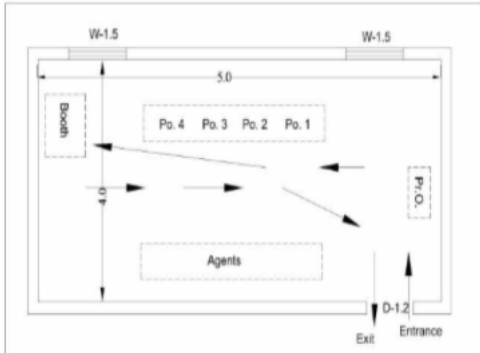 W-1.5 W-1.5
5.0
Booth
Po. 4 Po. 3 Po. 2 Po. 1
Pr.O.
4.0
Agents
D-1.2
Exit Entrance